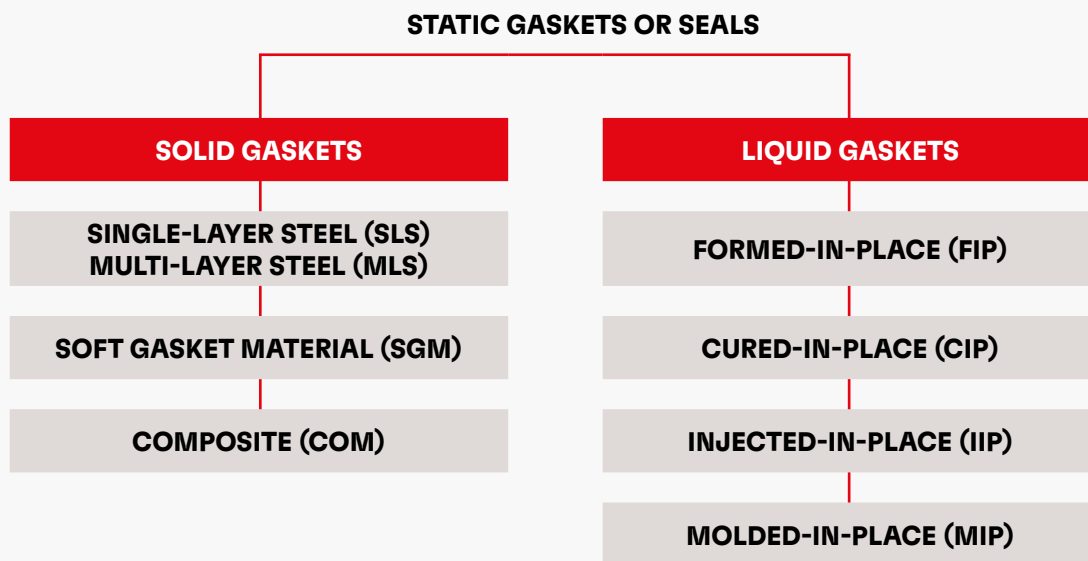 STATIC GASKETS OR SEALS
SOLID GASKETS
SINGLE-LAYER STEEL (SLS)
MULTI-LAYER STEEL (MLS)
SOFT GASKET MATERIAL (SGM)
COMPOSITE (COM)
LIQUID GASKETS
FORMED-IN-PLACE (FIP)
CURED-IN-PLACE (CIP)
INJECTED-IN-PLACE (IIP)
MOLDED-IN-PLACE (MIP)